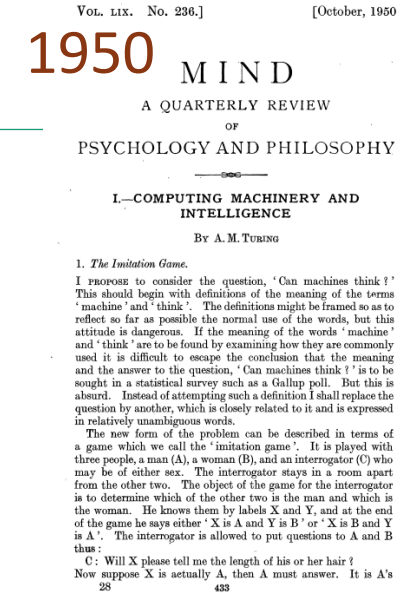 VOL. LIX. No. 236.] [October, 1950
1950
MIND
A QUARTERLY REVIEW
OF
PSYCHOLOGY AND PHILOSOPHY
I.—COMPUTING MACHINERY AND
INTELLIGENCE
BY A. M. TURING
1. The Imitation Game.
I PROPOSE to consider the question, ‘ Can machines think ? ’
This should begin with definitions of the meaning of the terms
‘ machine ’ and ‘ think ’. The definitions might be framed so as to
reflect so far as possible the normal use of the words, but this
attitude is dangerous. If the meaning of the words ‘ machine ’
and ‘ think ’ are to be found by examining how they are commonly
used it is difficult to escape the conclusion that the meaning
and the answer to the question, ‘ Can machines think ? ’ is to be
sought in a statistical survey such as a Gallup poll. But this is
absurd. Instead of attempting such a definition I shall replace the
question by another, which is closely related to it and is expressed
in relatively unambiguous words.
The new form of the problem can be described in terms of
a game which we call the ‘ imitation game ’. It is played with
three people, a man (A), a woman (B), and an interrogator (C) who
may be of either sex. The interrogator stays in a room apart
from the other two. The object of the game for the interrogator
is to determine which of the other two is the man and which is
the woman. He knows them by labels X and Y, and at the end
of the game he says either ‘ X is A and Y is B ’ or ‘ X is B and Y
is A ’. The interrogator is allowed to put questions to A and B
thus :
C : Will X please tell me the length of his or her hair ?
Now suppose X is actually A, then A must answer. It is A’s
28 433